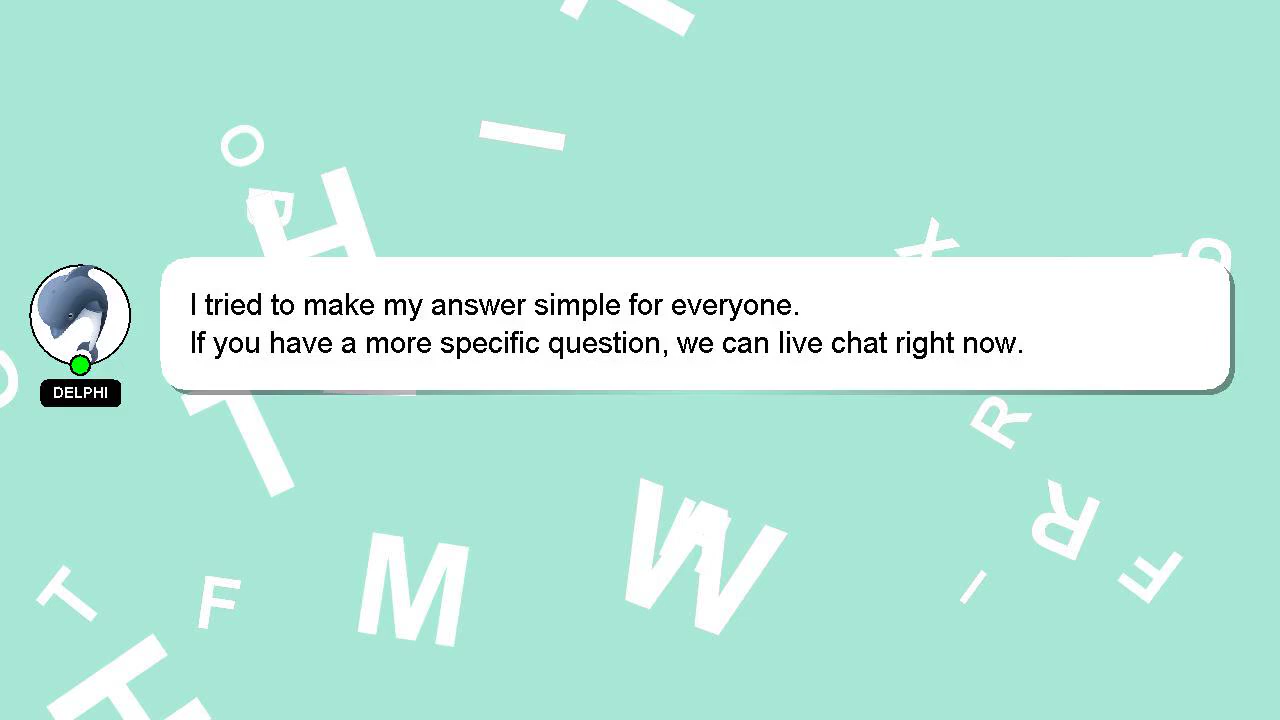 I tried to make my answer simple for everyone.
If you have a more specific question, we can live chat right now.
DELPHI